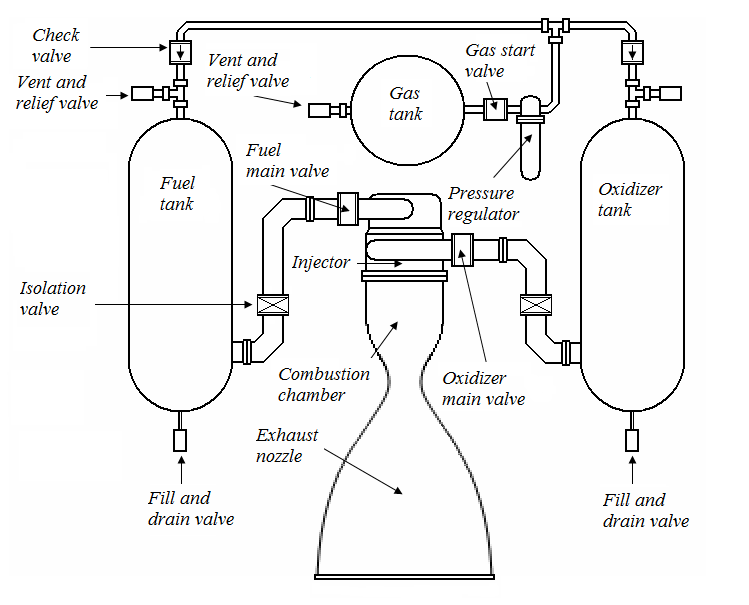 Check
valve
Vent and
relief valve
Vent and
relief valve
Gas start
valve
Gas
tank
Fuel
main valve
Fuel
tank
Pressure
regulator
Oxidizer
tank
Injector
Isolation
valve
Combustion
chamber
Oxidizer
main valve
Exhaust
nozzle
Fill and
drain valve
Fill and
drain valve